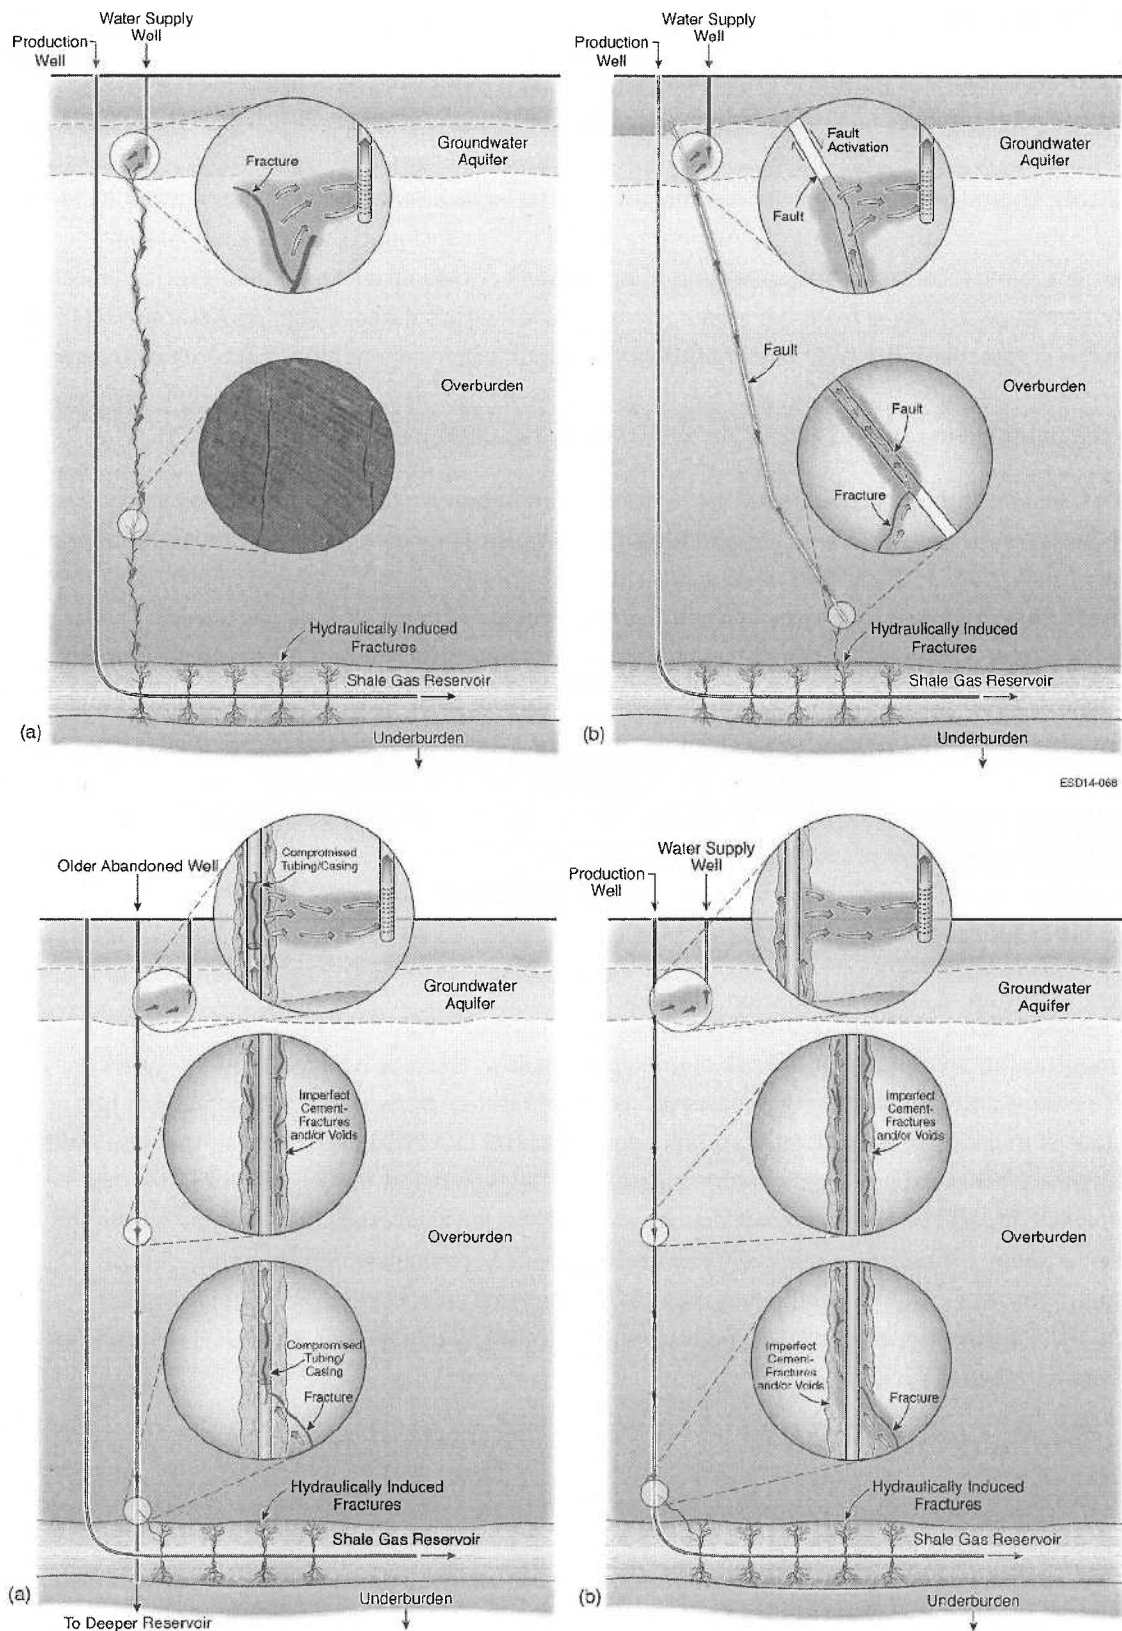 Water Supply
Well
Production
Well
Groundwater
Aquifer
Fracture
Overburden
Hydraulically Induced
Fractures
Shale Gas Reservoir
Underburden
(a)
Water Supply
Well
Production
Well
Fault
Activation
Groundwater
Aquifer
Fault
Fault
Overburden
Fault
Fracture
Hydraulically Induced
Fractures
Shale Gas Reservoir
Underburden
(b)
ESD14-068
Older Abandoned Well
Compromised
Tubing/Casing
Groundwater
Aquifer
Imperfect
Cement-
Fractures
and/or Voids
Overburden
Compromised
Tubing/
Casing
Fracture
Hydraulically Induced
Fractures
Shale Gas Reservoir
Underburden
(a)
To Deeper Reservoir
Water Supply
Well
Production
Well
Groundwater
Aquifer
Imperfect
Cement-
Fractures
and/or Voids
Overburden
Imperfect
Cement-
Fractures
and/or Voids
Fracture
Hydraulically Induced
Fractures
Shale Gas Reservoir
Underburden
(b)